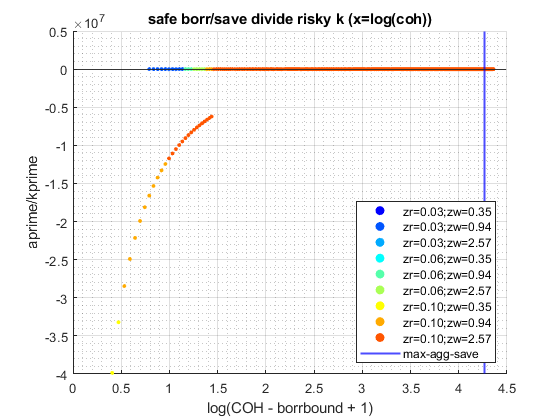 safe borr/save divide risky k (x=log(coh))
×10⁷
0.5
0
-0.5
-1
-1.5
-2
-2.5
-3
-3.5
-4
aprime/kprime
zr=0.03;zw=0.35
zr=0.03;zw=0.94
zr=0.03;zw=2.57
zr=0.06;zw=0.35
zr=0.06;zw=0.94
zr=0.06;zw=2.57
zr=0.10;zw=0.35
zr=0.10;zw=0.94
zr=0.10;zw=2.57
max-agg-save
0 0.5 1 1.5 2 2.5 3 3.5 4 4.5
log(COH - borrbound + 1)